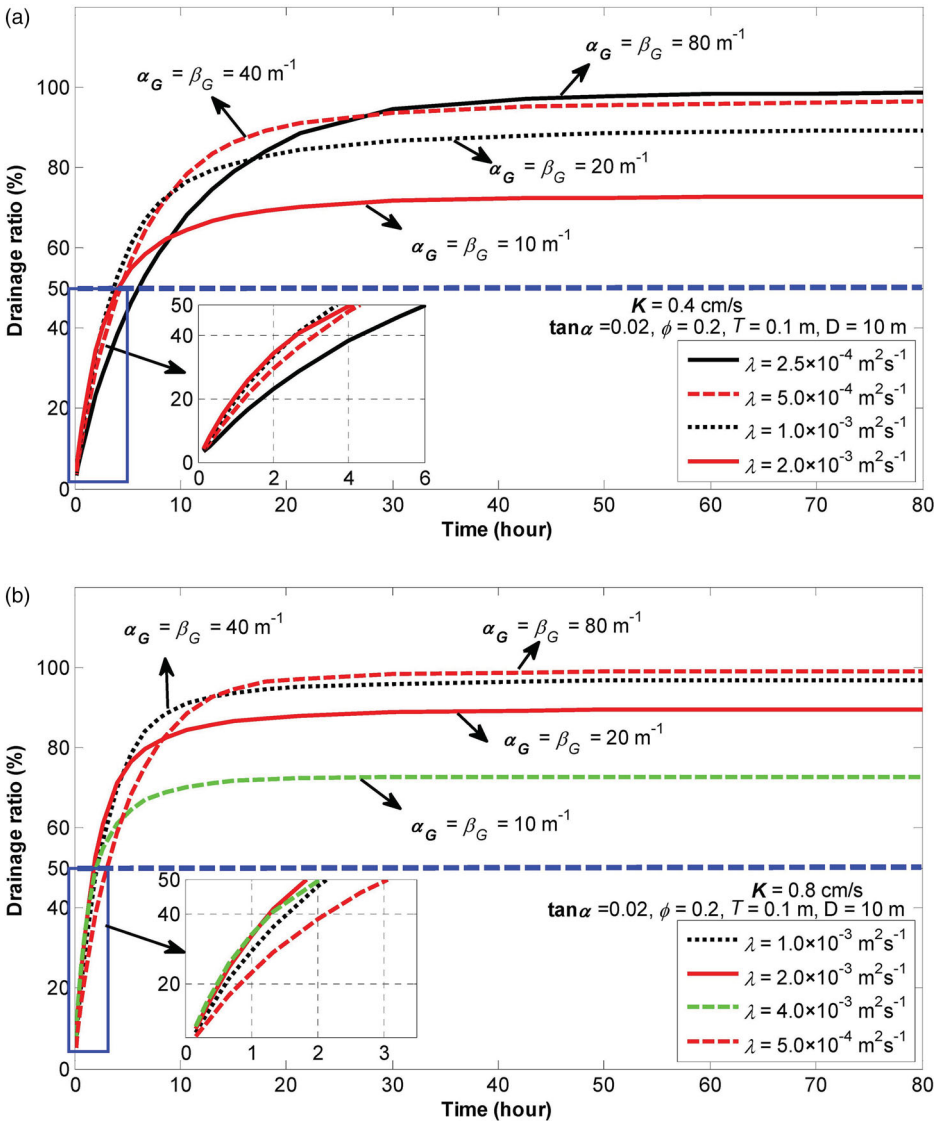 (a)
α_G = β_G = 80 m⁻¹
α_G = β_G = 40 m⁻¹
α_G = β_G = 20 m⁻¹
α_G = β_G = 10 m⁻¹
Drainage ratio (%)
100
80
60
50
40
20
0
50
40
20
0
2
4
6
K = 0.4 cm/s
tanα =0.02, ϕ = 0.2, T = 0.1 m, D = 10 m
λ = 2.5×10⁻⁴ m²s⁻¹
λ = 5.0×10⁻⁴ m²s⁻¹
λ = 1.0×10⁻³ m²s⁻¹
λ = 2.0×10⁻³ m²s⁻¹
0 10 20 30 40 50 60 70 80
Time (hour)
(b)
α_G = β_G = 40 m⁻¹
α_G = β_G = 80 m⁻¹
α_G = β_G = 20 m⁻¹
α_G = β_G = 10 m⁻¹
Drainage ratio (%)
100
80
60
50
40
20
0
50
40
20
0 1 2 3
K = 0.8 cm/s
tanα =0.02, ϕ = 0.2, T = 0.1 m, D = 10 m
λ = 1.0×10⁻³ m²s⁻¹
λ = 2.0×10⁻³ m²s⁻¹
λ = 4.0×10⁻³ m²s⁻¹
λ = 5.0×10⁻⁴ m²s⁻¹
0 10 20 30 40 50 60 70 80
Time (hour)